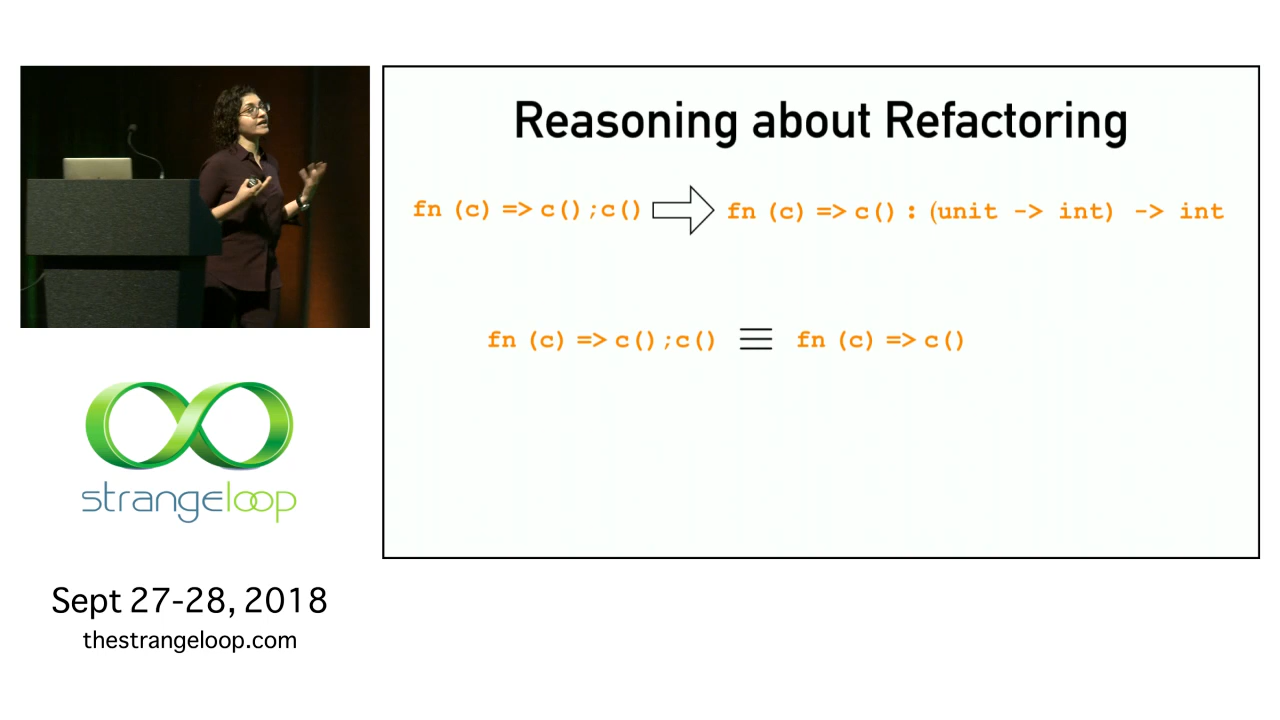 Reasoning about Refactoring
fn (c) => c();c() fn (c) => c() : (unit -> int) -> int
fn (c) => c();c() ≡ fn (c) => c()
strangeloop
Sept 27-28, 2018
thestrangeloop.com